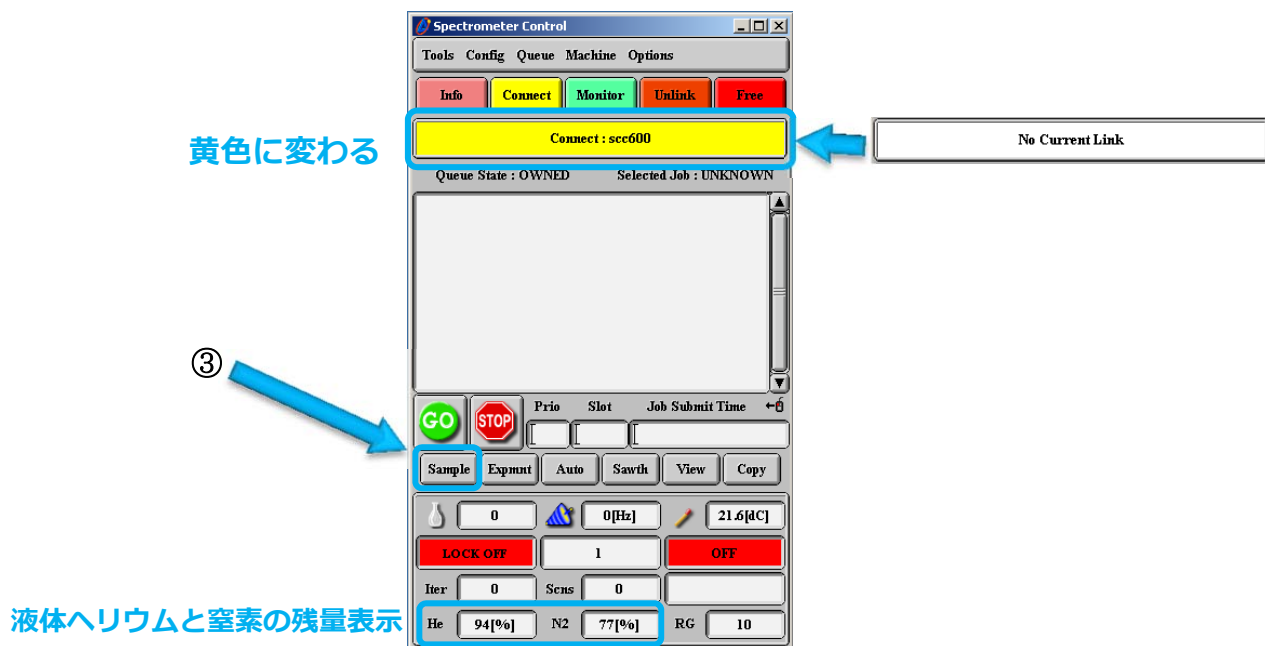 Spectrometer Control
Tools Config Queue Machine Options
Info Connect Monitor Unlink Free
黄色に変わる
Connect : scc600
No Current Link
Queue State : OWNED Selected Job : UNKNOWN
③
GO STOP Prio Slot Job Submit Time
Sample Expmnt Auto Sawth View Copy
0 0[Hz] 21.6[dC]
LOCK OFF 1 OFF
Iter 0 Scns 0
液体ヘリウムと窒素の残量表示
He 94[%] N2 77[%] RG 10